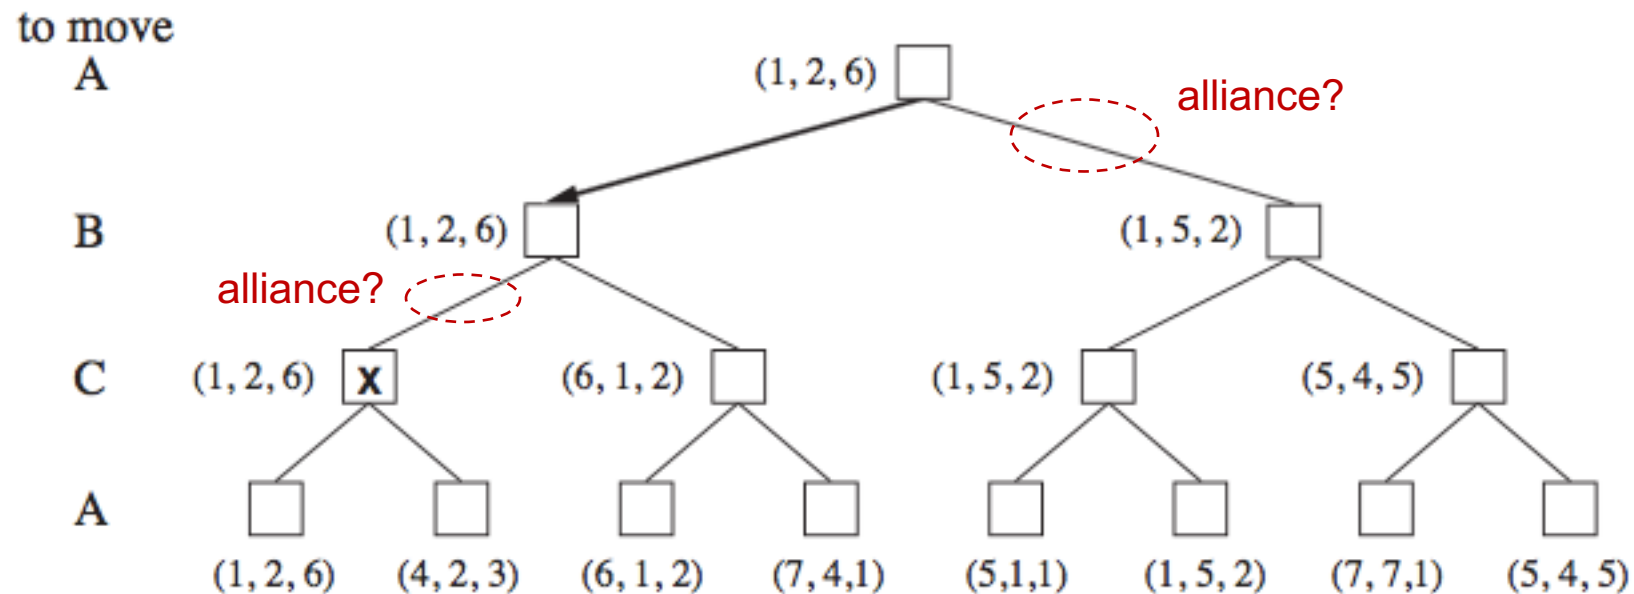 to move
A
(1, 2, 6)
alliance?
B
(1, 2, 6)
(1, 5, 2)
alliance?
C
(1, 2, 6)
X
(6, 1, 2)
(1, 5, 2)
(5, 4, 5)
A
(1, 2, 6)
(4, 2, 3)
(6, 1, 2)
(7, 4,1)
(5,1,1)
(1, 5, 2)
(7, 7,1)
(5, 4, 5)